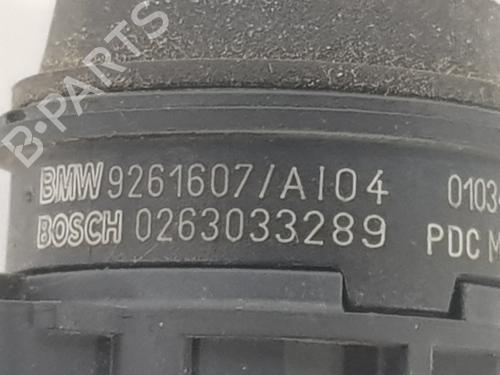 B-PARTS
BMW 9261607/AI04 0103
BOSCH 0263033289 PDC M